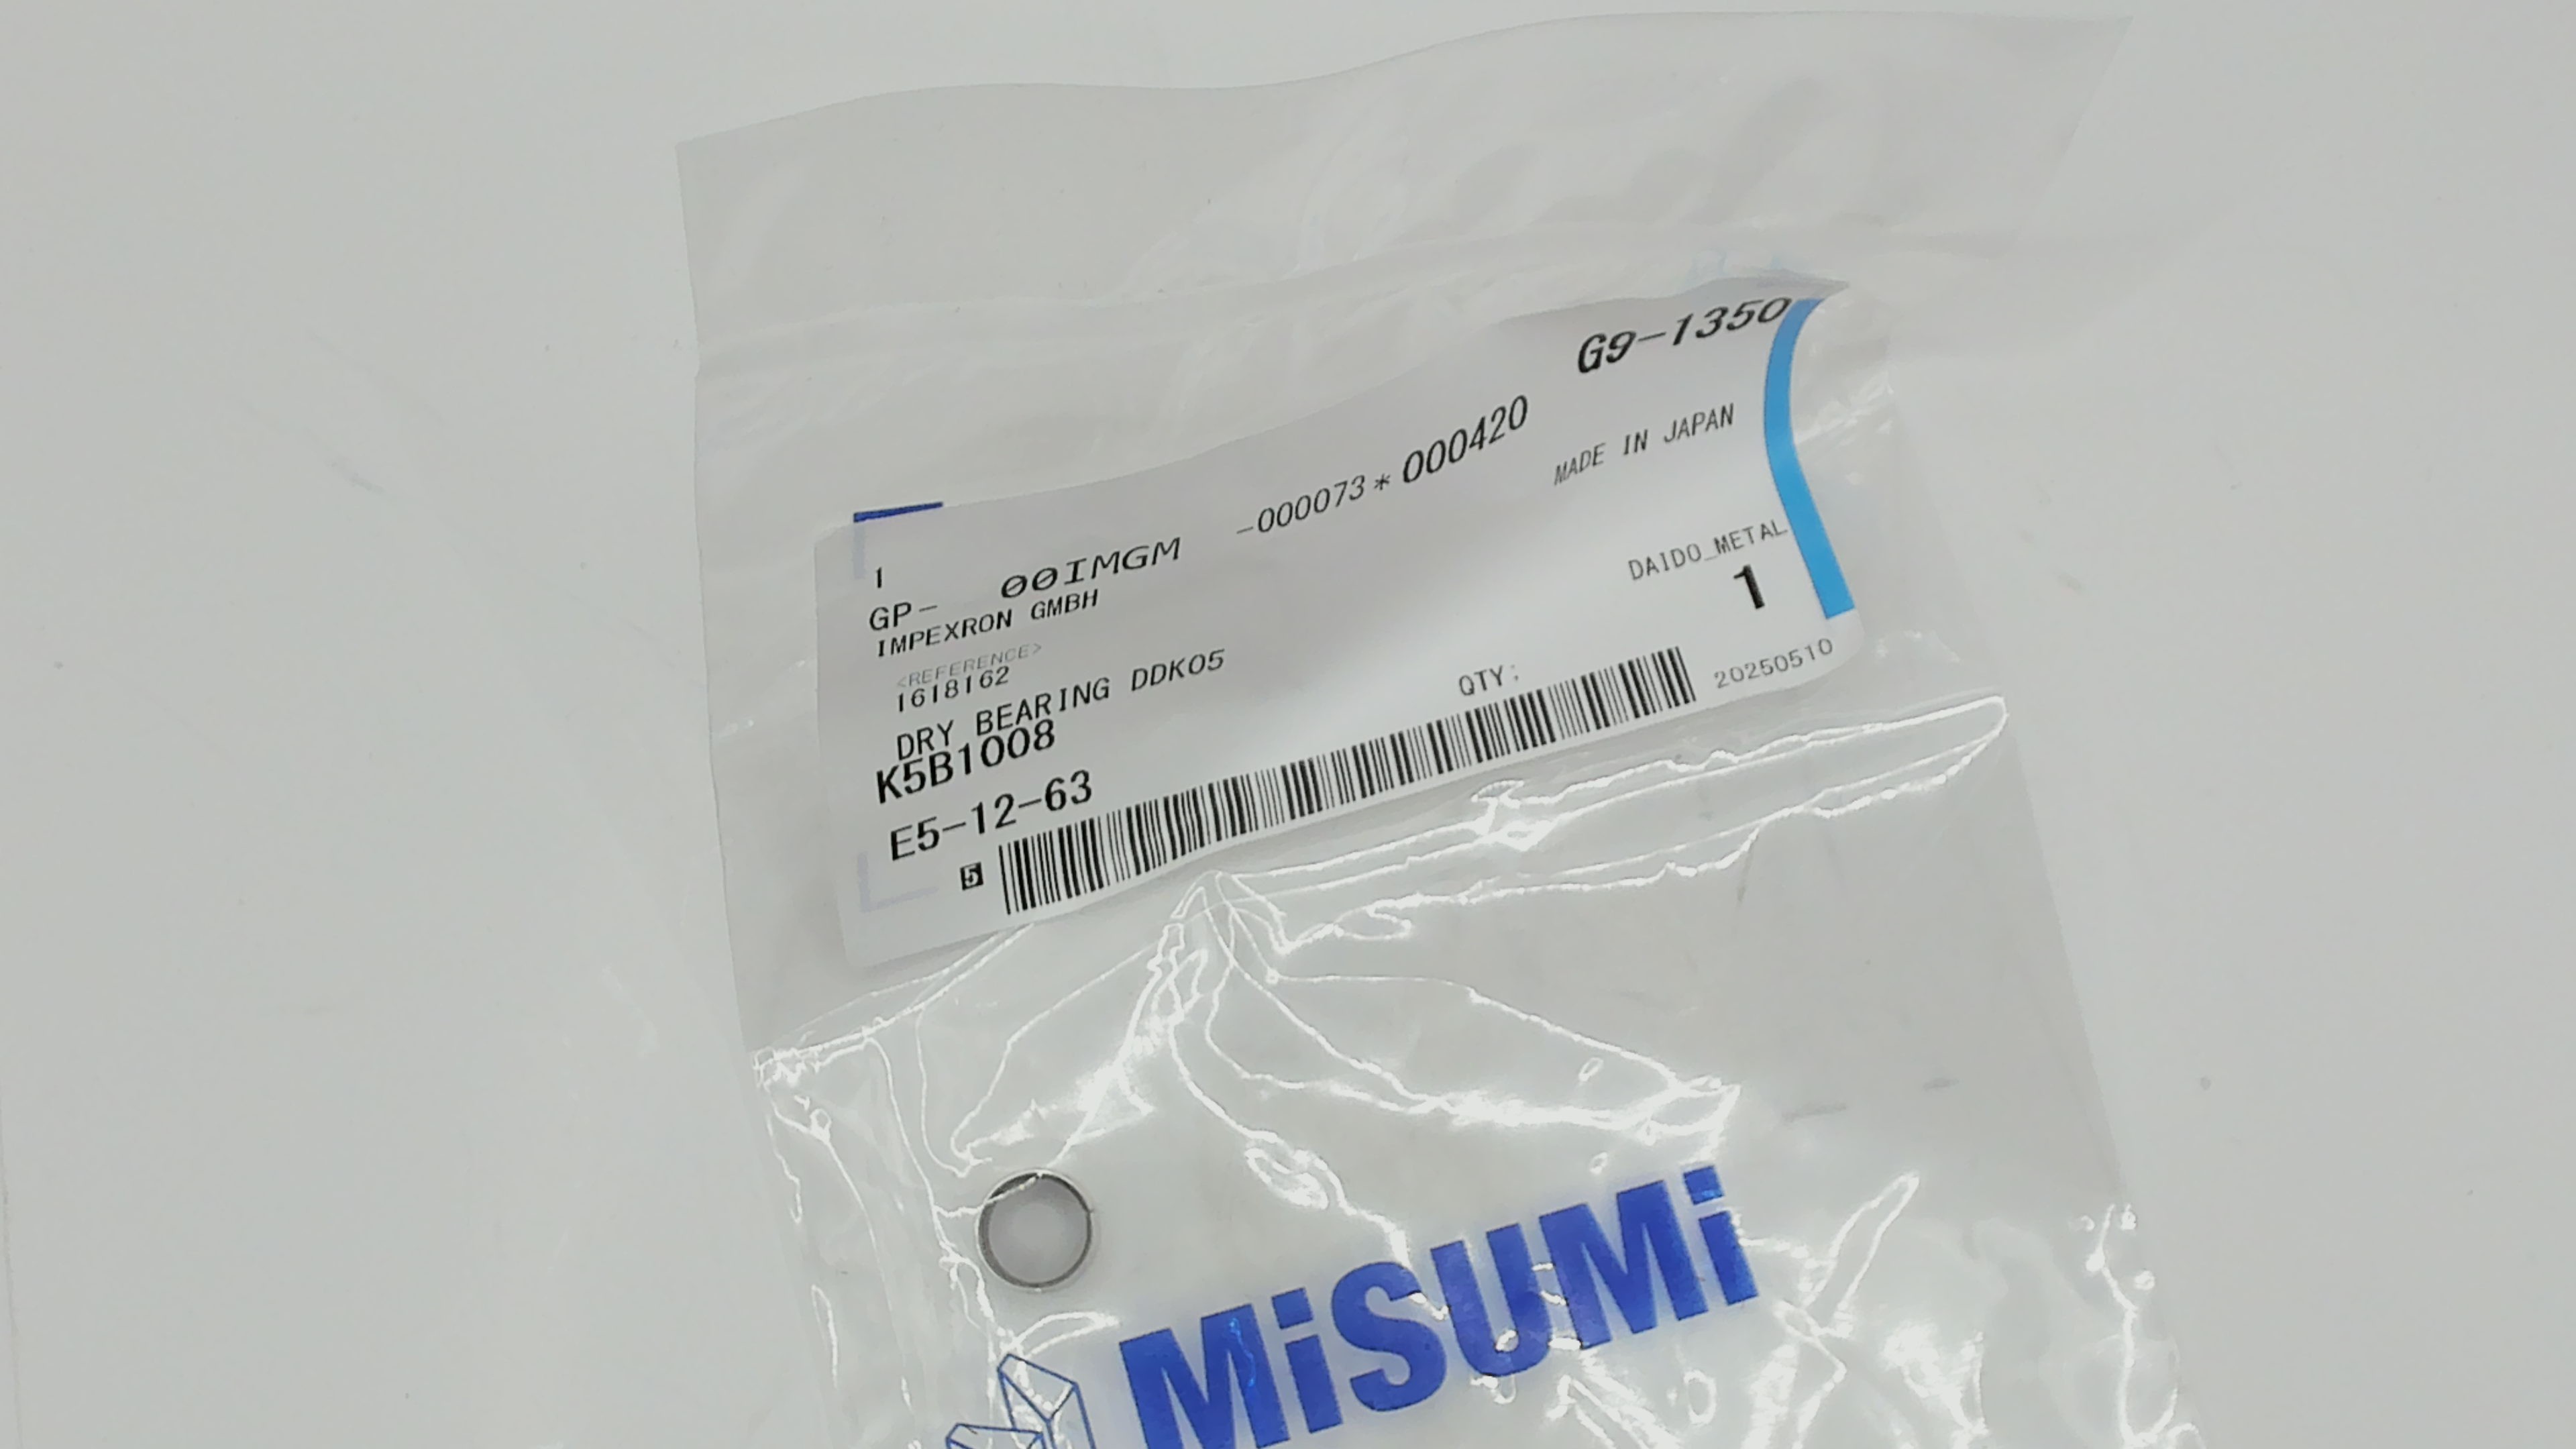 G9-1350
1
GP- 00IMGM -000073*000420
IMPEXRON GMBH
MADE IN JAPAN
<REFERENCE>
1618162
DAIDO_METAL
DRY BEARING DDK05
K5B1008
QTY: 1
E5-12-63
5
20250510
MiSUMi